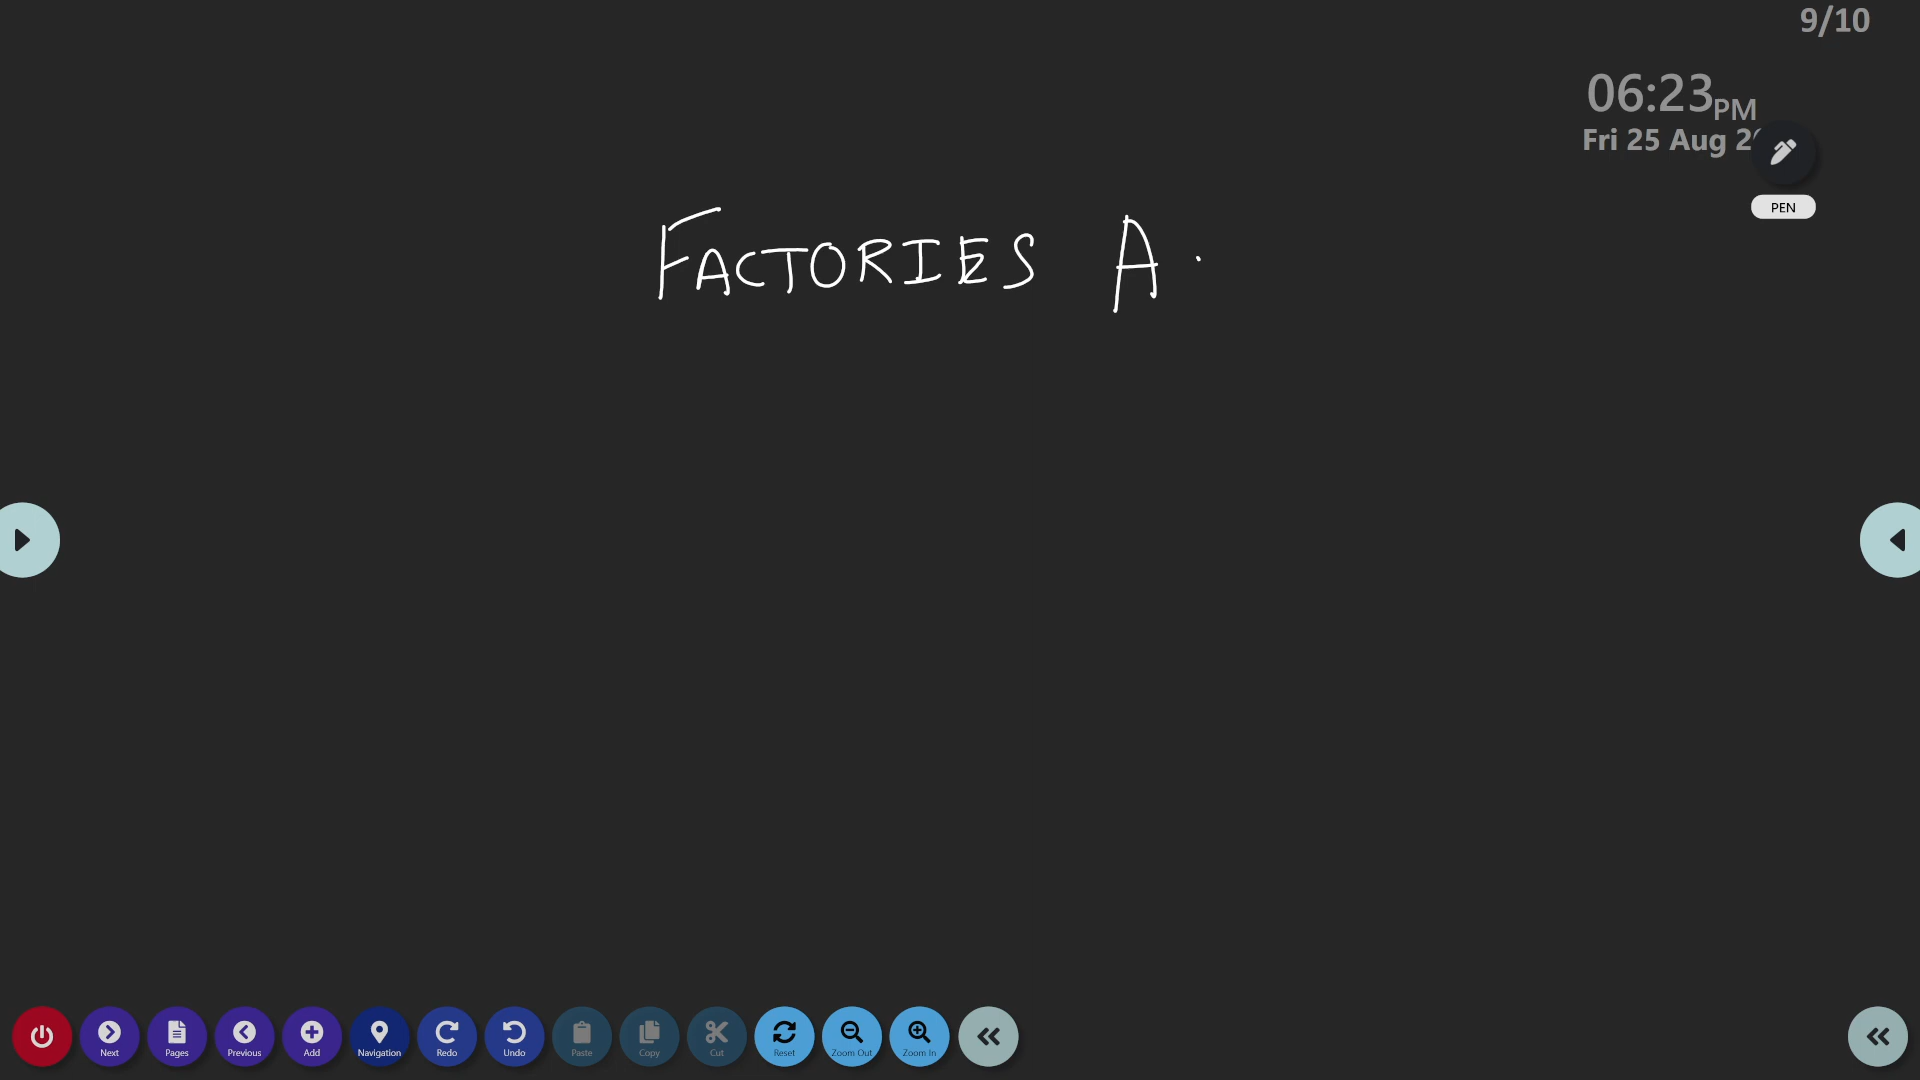 9/10
06:23PM
Fri 25 Aug 2
PEN
FACTORIES A
Next
Pages
Previous
Add
Navigation
Redo
Undo
Paste
Copy
Cut
Reset
Zoom Out
Zoom In